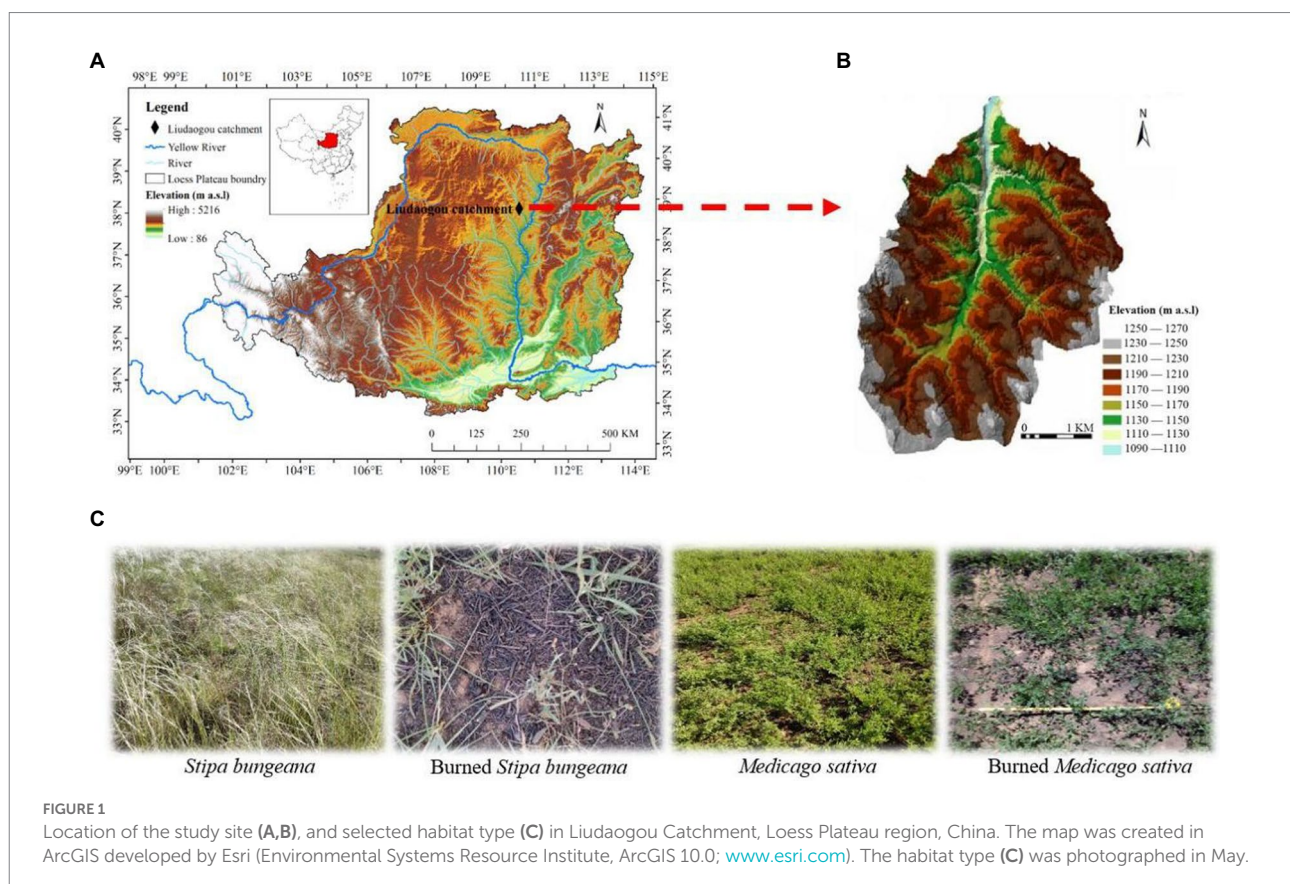 A
98°E 99°E 101°E 103°E 105°E 107°E 109°E 111°E 113°E 115°E
Legend
Liudaogou catchment
Yellow River
River
Loess Plateau boundry
Elevation (m a.s.l)
High : 5216
Low : 86
N
Liudaogou catchment
40°N
39°N
38°N
37°N
36°N
35°N
34°N
33°N
41°N
40°N
39°N
38°N
37°N
36°N
35°N
34°N
33°N
0 125 250 500 KM
99°E 100°E 102°E 104°E 106°E 108°E 110°E 112°E 114°E
B
N
Elevation (m a.s.l)
1250 — 1270
1230 — 1250
1210 — 1230
1190 — 1210
1170 — 1190
1150 — 1170
1130 — 1150
1110 — 1130
1090 —1110
0 1 KM
C
Stipa bungeana
Burned Stipa bungeana
Medicago sativa
Burned Medicago sativa
FIGURE 1
Location of the study site (A,B), and selected habitat type (C) in Liudaogou Catchment, Loess Plateau region, China. The map was created in
ArcGIS developed by Esri (Environmental Systems Resource Institute, ArcGIS 10.0; www.esri.com). The habitat type (C) was photographed in May.